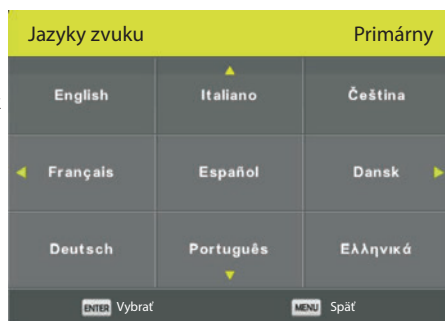 Jazyky zvuku Primárny
English Italiano Čeština
Français Español Dansk
Deutsch Português Ελληνικά
ENTER Vybrať MENU Späť